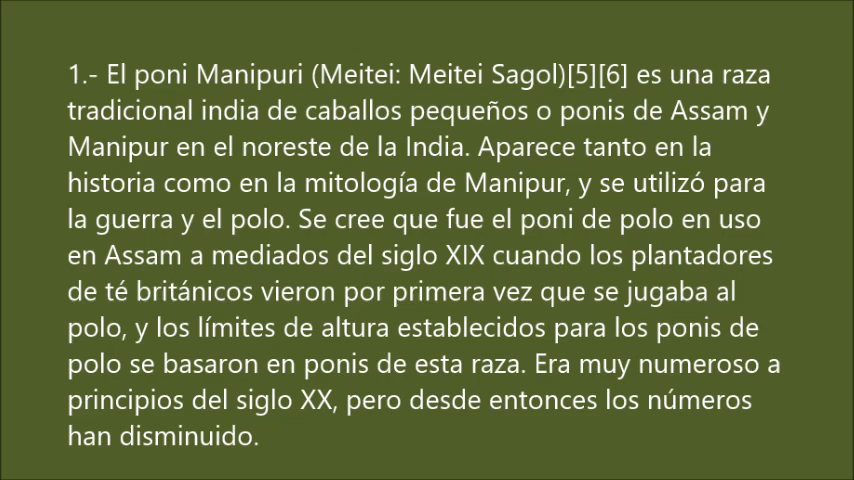 1.- El poni Manipuri (Meitei: Meitei Sagol)[5][6] es una raza
tradicional india de caballos pequeños o ponis de Assam y
Manipur en el noreste de la India. Aparece tanto en la
historia como en la mitología de Manipur, y se utilizó para
la guerra y el polo. Se cree que fue el poni de polo en uso
en Assam a mediados del siglo XIX cuando los plantadores
de té británicos vieron por primera vez que se jugaba al
polo, y los límites de altura establecidos para los ponis de
polo se basaron en ponis de esta raza. Era muy numeroso a
principios del siglo XX, pero desde entonces los números
han disminuido.